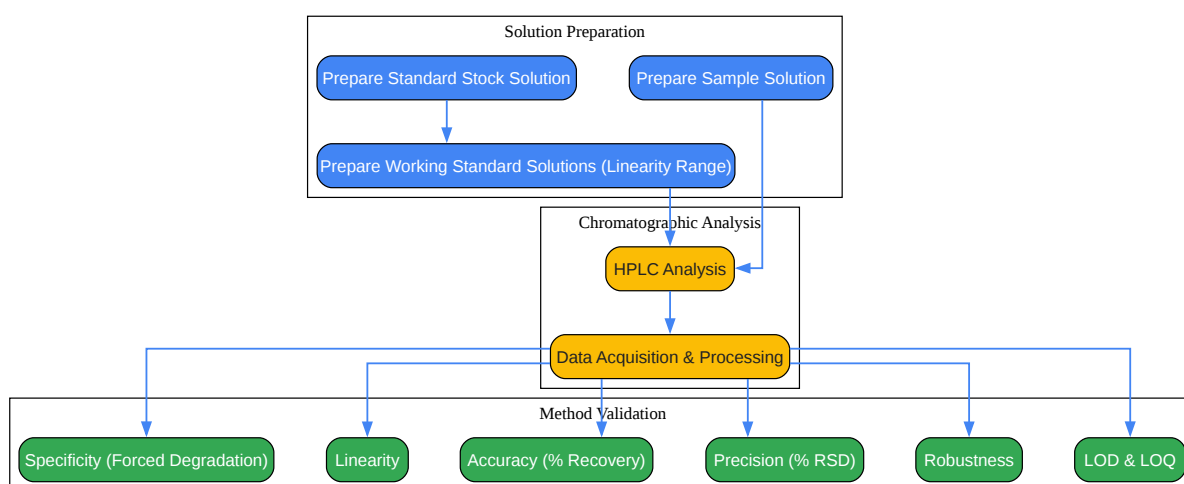 Solution Preparation
Prepare Standard Stock Solution
Prepare Sample Solution
Prepare Working Standard Solutions (Linearity Range)
Chromatographic Analysis
HPLC Analysis
Data Acquisition & Processing
Method Validation
Specificity (Forced Degradation)
Linearity
Accuracy (% Recovery)
Precision (% RSD)
Robustness
LOD & LOQ